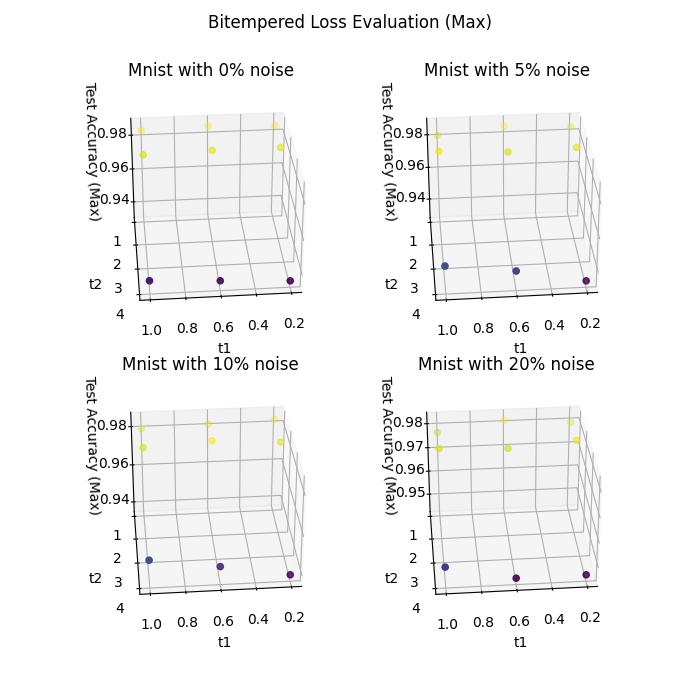 Bitempered Loss Evaluation (Max)
Mnist with 0% noise
Test Accuracy (Max)
0.98
0.96
0.94
1
2
3
4
t2
1.0 0.8 0.6 0.4 0.2
t1
Mnist with 5% noise
Test Accuracy (Max)
0.98
0.96
0.94
1
2
3
4
t2
1.0 0.8 0.6 0.4 0.2
t1
Mnist with 10% noise
Test Accuracy (Max)
0.98
0.96
0.94
1
2
3
4
t2
1.0 0.8 0.6 0.4 0.2
t1
Mnist with 20% noise
Test Accuracy (Max)
0.98
0.97
0.96
0.95
1
2
3
4
t2
1.0 0.8 0.6 0.4 0.2
t1